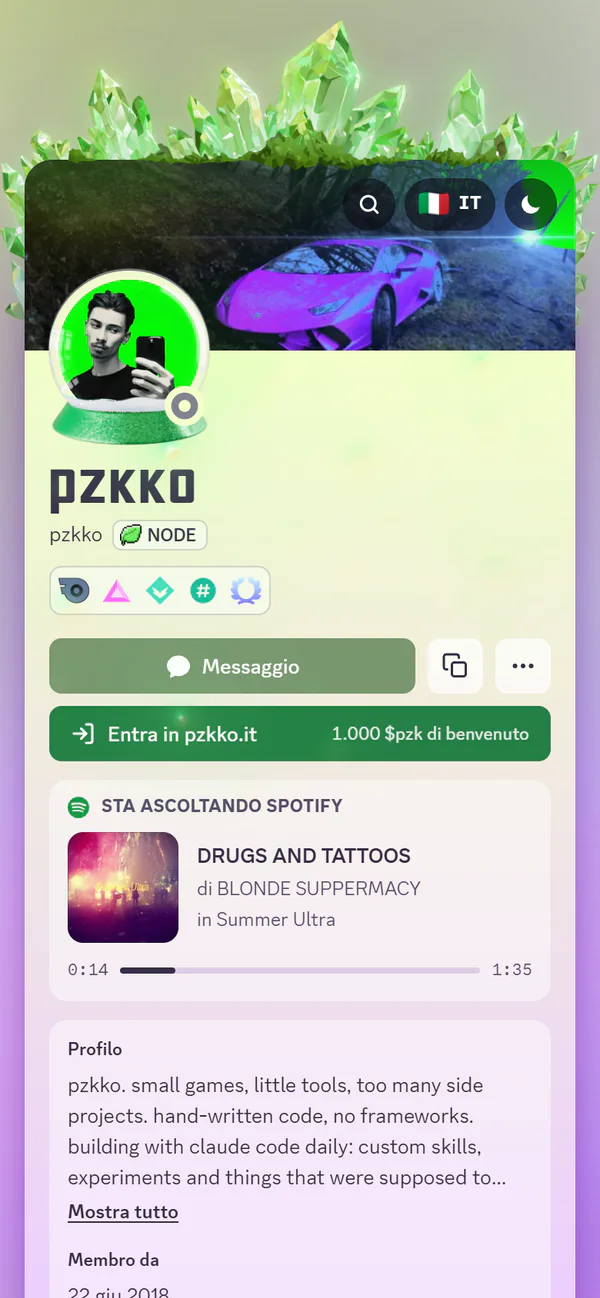 IT
pzkko
pzkko NODE
Messaggio
Entra in pzkko.it 1.000 $pzk di benvenuto
STA ASCOLTANDO SPOTIFY
DRUGS AND TATTOOS
di BLONDE SUPPERMACY
in Summer Ultra
0:14 1:35
Profilo
pzkko. small games, little tools, too many side
projects. hand-written code, no frameworks.
building with claude code daily: custom skills,
experiments and things that were supposed to...
Mostra tutto
Membro da
22 giu 2018